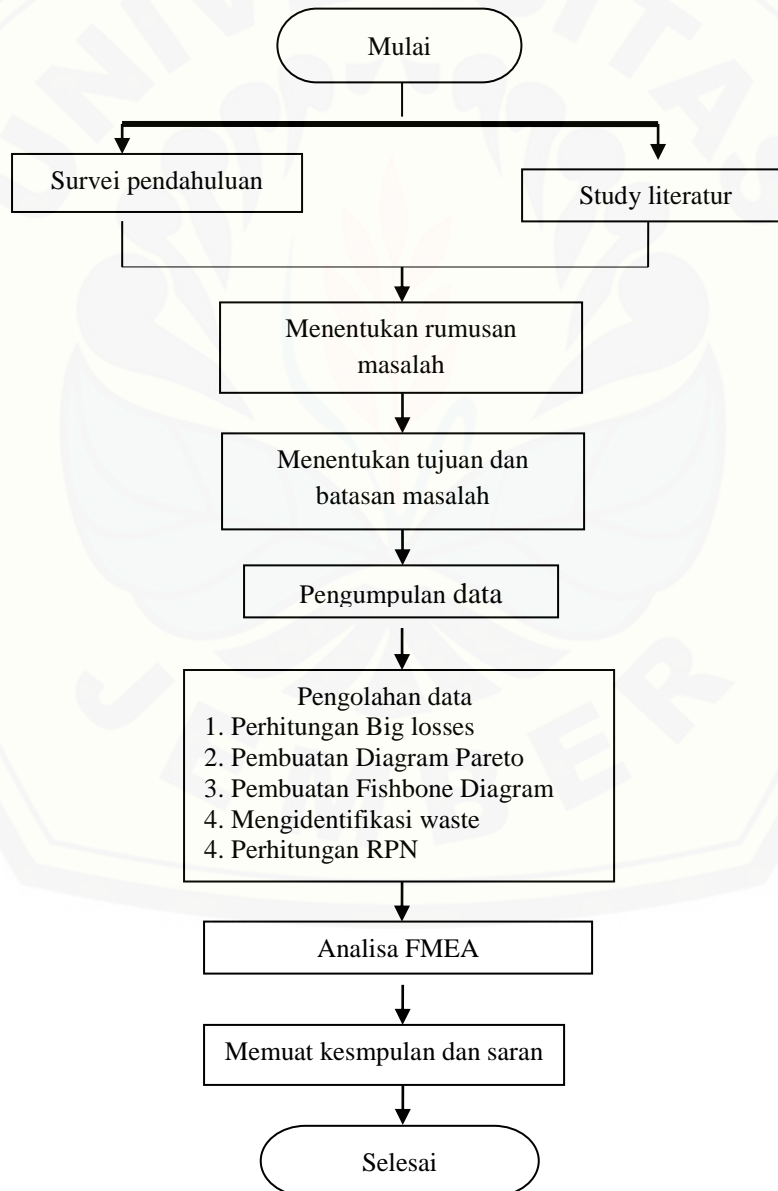 UNIVERSITAS
Mulai
Survei pendahuluan
Study literatur
Menentukan rumusan
masalah
Menentukan tujuan dan
batasan masalah
Pengumpulan data
Pengolahan data
1. Perhitungan Big losses
2. Pembuatan Diagram Pareto
3. Pembuatan Fishbone Diagram
4. Mengidentifikasi waste
4. Perhitungan RPN
JEMBER
Analisa FMEA
Memuat kesmpulan dan saran
Selesai